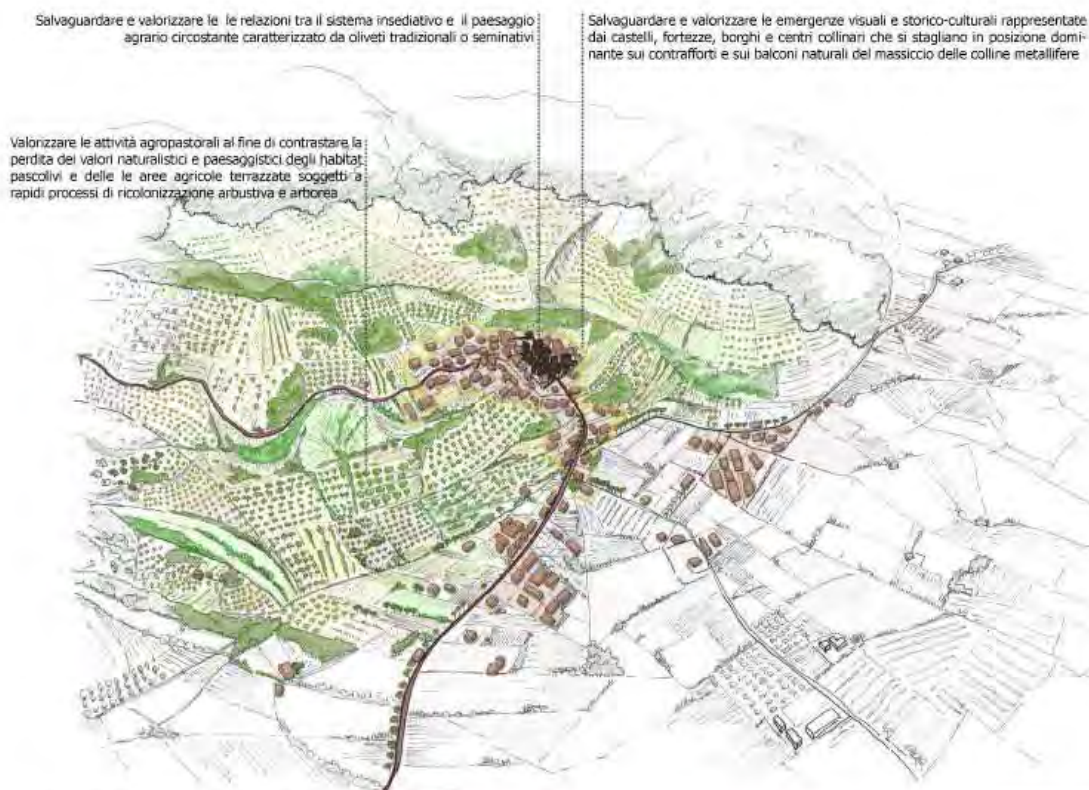 Salvaguardare e valorizzare le le relazioni tra il sistema insediativo e il paesaggio
agrario circostante caratterizzato da oliveti tradizionali o seminativi
Salvaguardare e valorizzare le emergenze visuali e storico-culturali rappresentate
dai castelli, fortezze, borghi e centri collinari che si stagliano in posizione domi-
nante sui contrafforti e sui balconi naturali del massiccio delle colline metallifere
Valorizzare le attività agropastorali al fine di contrastare la
perdita dei valori naturalistici e paesaggistici degli habitat
pascolivi e delle le aree agricole terrazzate soggetti a
rapidi processi di ricolonizzazione arbustiva e arborea